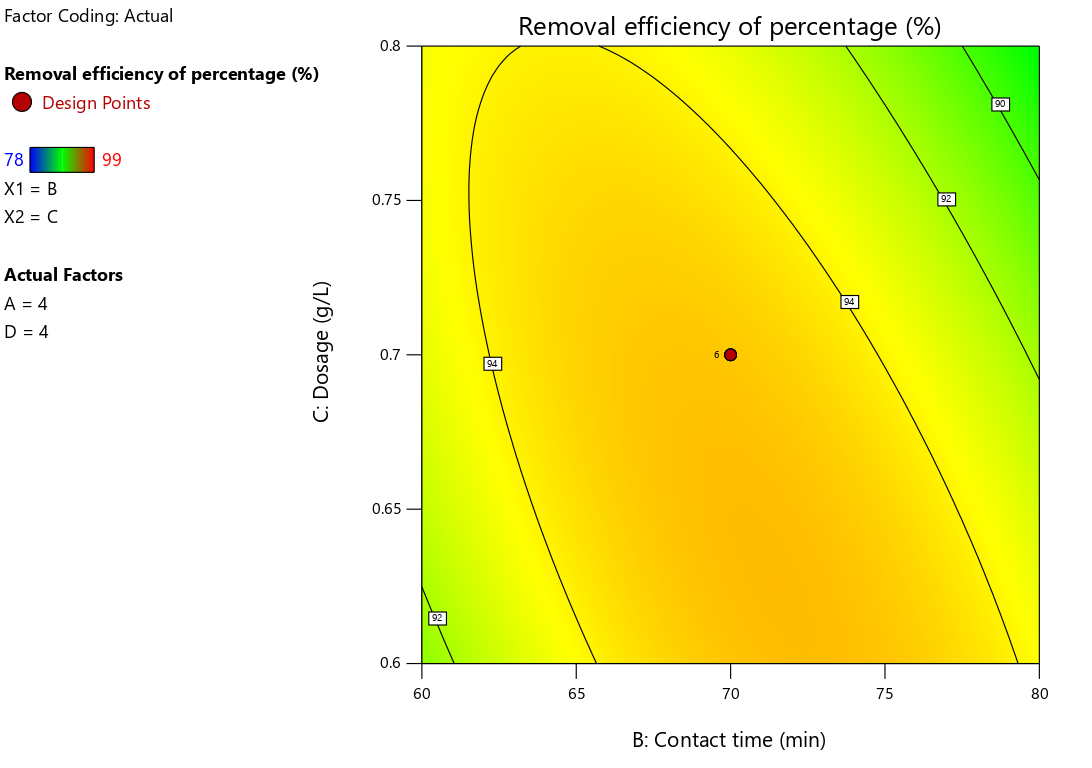 Factor Coding: Actual
Removal efficiency of percentage (%)
Design Points
78 99
X1 = B
X2 = C
Actual Factors
A = 4
D = 4
Removal efficiency of percentage (%)
C: Dosage (g/L)
0.8
0.75
0.7
0.65
0.6
90
92
94
6
94
92
60 65 70 75 80
B: Contact time (min)